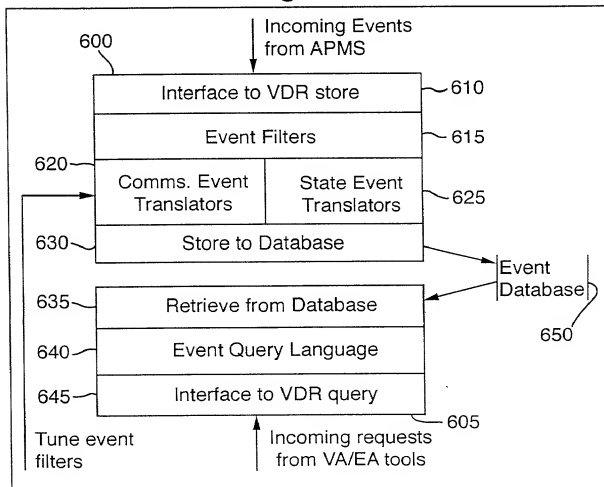 Incoming Events
from APMS
600
Interface to VDR store
610
Event Filters
615
620
Comms. Event
Translators
State Event
Translators
625
630
Store to Database
Event
Database
650
635
Retrieve from Database
640
Event Query Language
645
Interface to VDR query
605
Tune event
filters
Incoming requests
from VA/EA tools